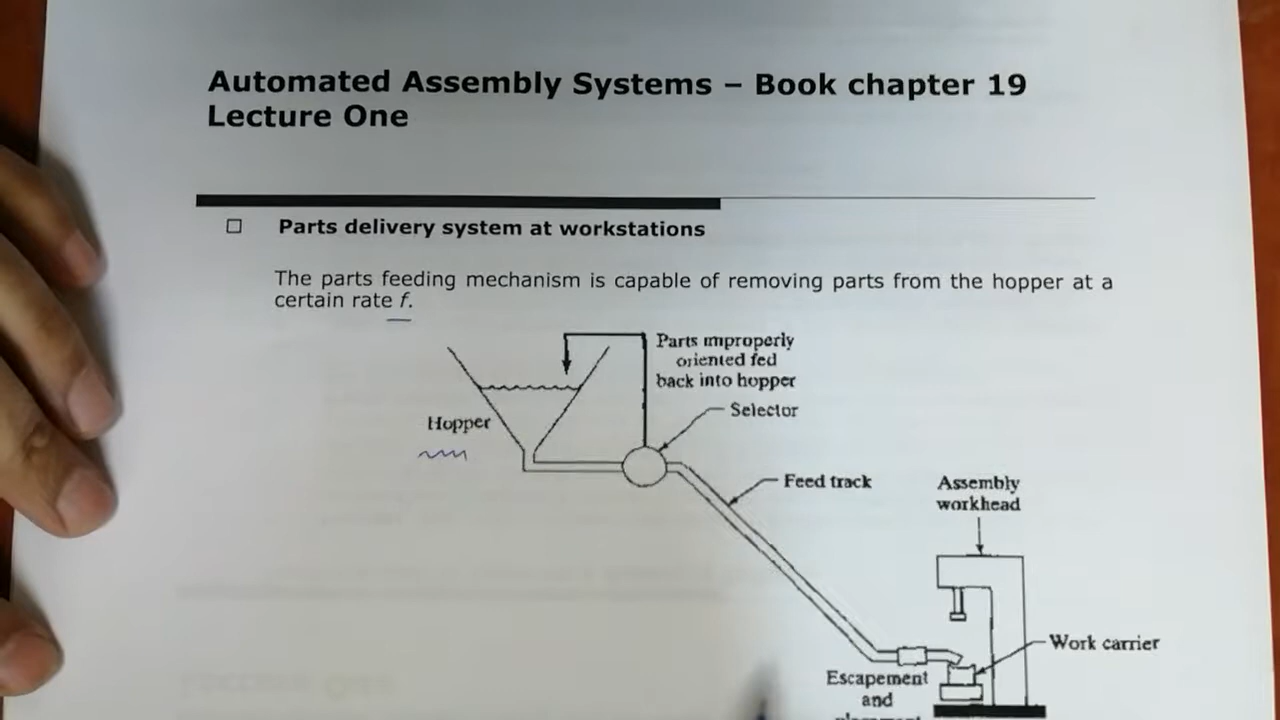 Automated Assembly Systems – Book chapter 19
Lecture One
Parts delivery system at workstations
The parts feeding mechanism is capable of removing parts from the hopper at a
certain rate f.
Parts improperly
oriented fed
back into hopper
Selector
Hopper
Feed track
Assembly
workhead
Work carrier
Escapement
and